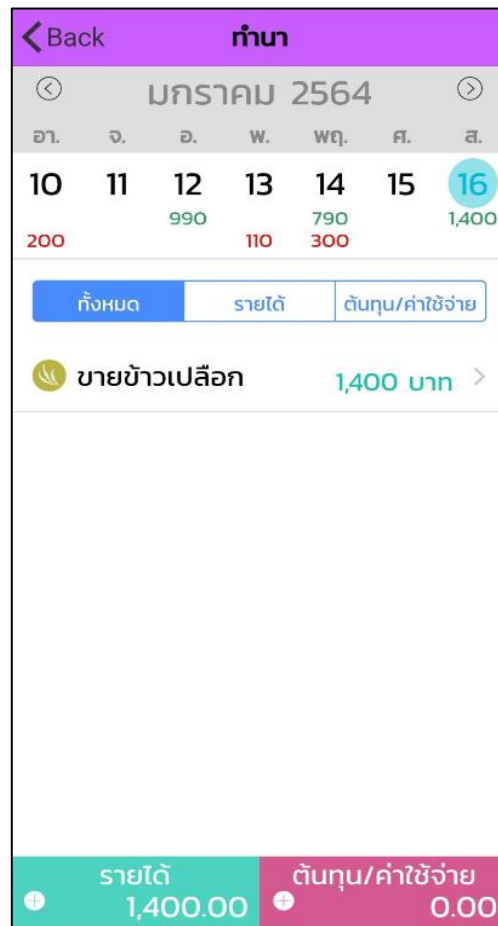 Back ทำนา
มกราคม 2564
อา. จ. อ. พ. พฤ. ศ. ส.
10 11 12 13 14 15 16
990 790 1,400
200 110 300
ทั้งหมด รายได้ ต้นทุน/ค่าใช้จ่าย
ขายข้าวเปลือก 1,400 บาท
รายได้ ต้นทุน/ค่าใช้จ่าย
1,400.00 0.00